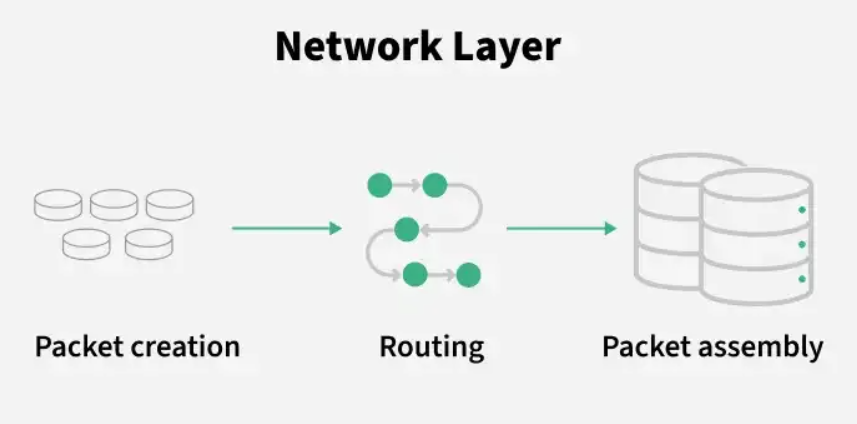 Network Layer
Packet creation
Routing
Packet assembly